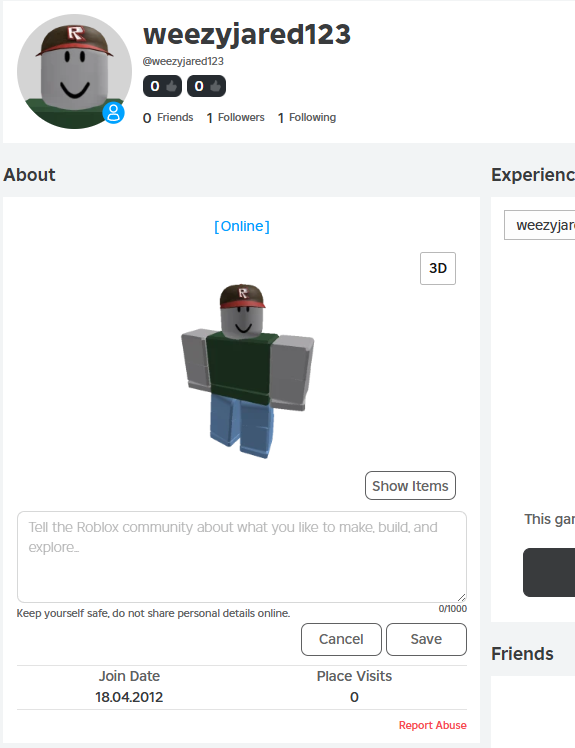 weezyjared123
@weezyjared123
0 0
0 Friends 1 Followers 1 Following
About
[Online]
3D
R
Show Items
Tell the Roblox community about what you like to make, build, and
explore...
0/1000
Keep yourself safe, do not share personal details online.
Cancel Save
Join Date Place Visits
18.04.2012 0
Report Abuse
Experienc
weezyjar
This gar
Friends